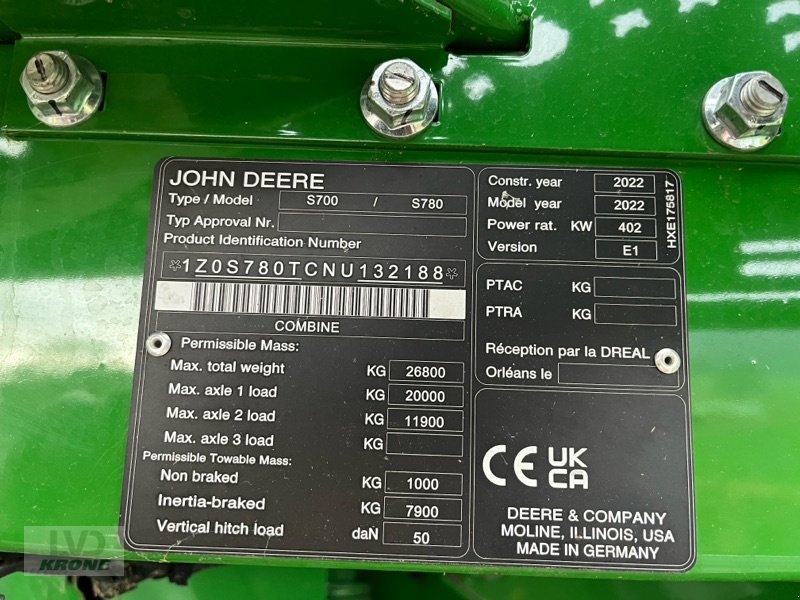 JOHN DEERE
Type / Model S700 / S780
Typ Approval Nr.
Product Identification Number
*1Z0S780TCNU132188*
COMBINE
Permissible Mass:
Max. total weight KG 26800
Max. axle 1 load KG 20000
Max. axle 2 load KG 11900
Max. axle 3 load KG
Permissible Towable Mass:
Non braked KG 1000
Inertia-braked KG 7900
Vertical hitch load daN 50
Constr. year 2022
Model year 2022
Power rat. KW 402
Version E1
HXE175817
PTAC KG
PTRA KG
Réception par la DREAL
Orléans le
CE UK
CA
DEERE & COMPANY
MOLINE, ILLINOIS, USA
MADE IN GERMANY
LVD
KRONE